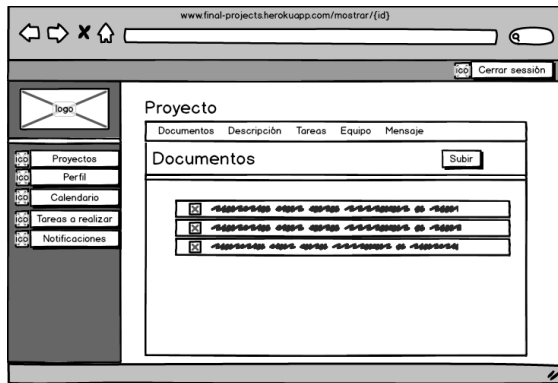 www.final-projects.herokuapp.com/mostrar/{id}
ico Cerrar sessión
logo
Proyecto
Documentos Descripción Tareas Equipo Mensaje
Documentos Subir
ico Proyectos
ico Perfil
ico Calendario
ico Tareas a realizar
ico Notificaciones